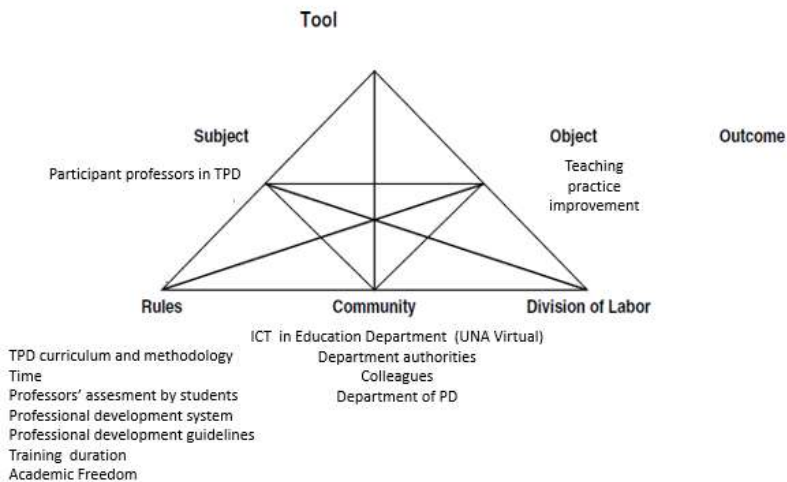 Tool
Subject
Object
Outcome
Participant professors in TPD
Teaching
practice
improvement
Rules
Community
Division of Labor
ICT in Education Department (UNA Virtual)
Department authorities
Colleagues
Department of PD
TPD curriculum and methodology
Time
Professors' assesment by students
Professional development system
Professional development guidelines
Training duration
Academic Freedom